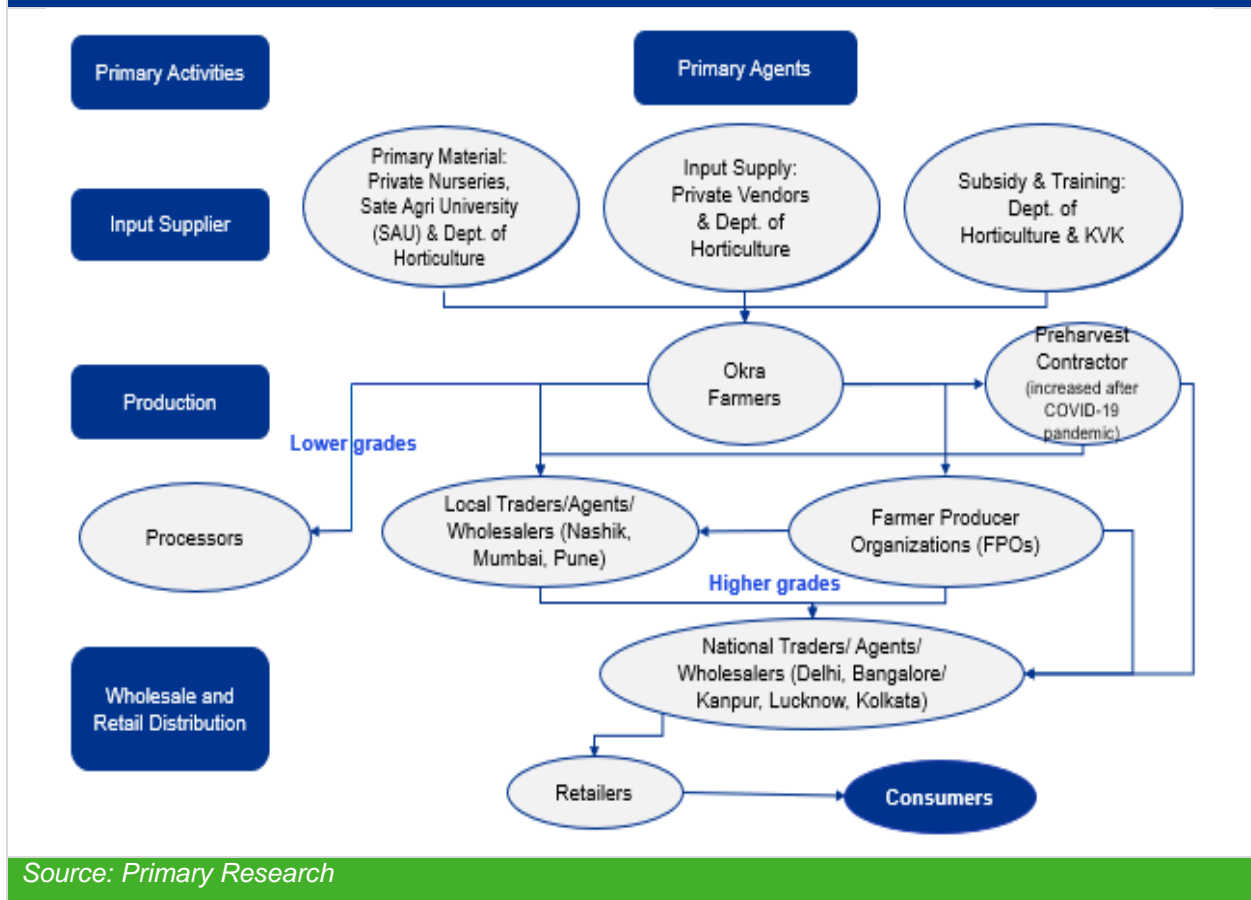 Primary Activities
Primary Agents
Input Supplier
Primary Material:
Private Nurseries,
Sate Agri University
(SAU) & Dept. of
Horticulture
Input Supply:
Private Vendors
& Dept. of
Horticulture
Subsidy & Training:
Dept. of
Horticulture & KVK
Production
Okra
Farmers
Preharvest
Contractor
(increased after
COVID-19
pandemic)
Lower grades
Processors
Local Traders/Agents/
Wholesalers (Nashik,
Mumbai, Pune)
Farmer Producer
Organizations (FPOs)
Higher grades
Wholesale and
Retail Distribution
National Traders/ Agents/
Wholesalers (Delhi, Bangalore/
Kanpur, Lucknow, Kolkata)
Retailers
Consumers
Source: Primary Research